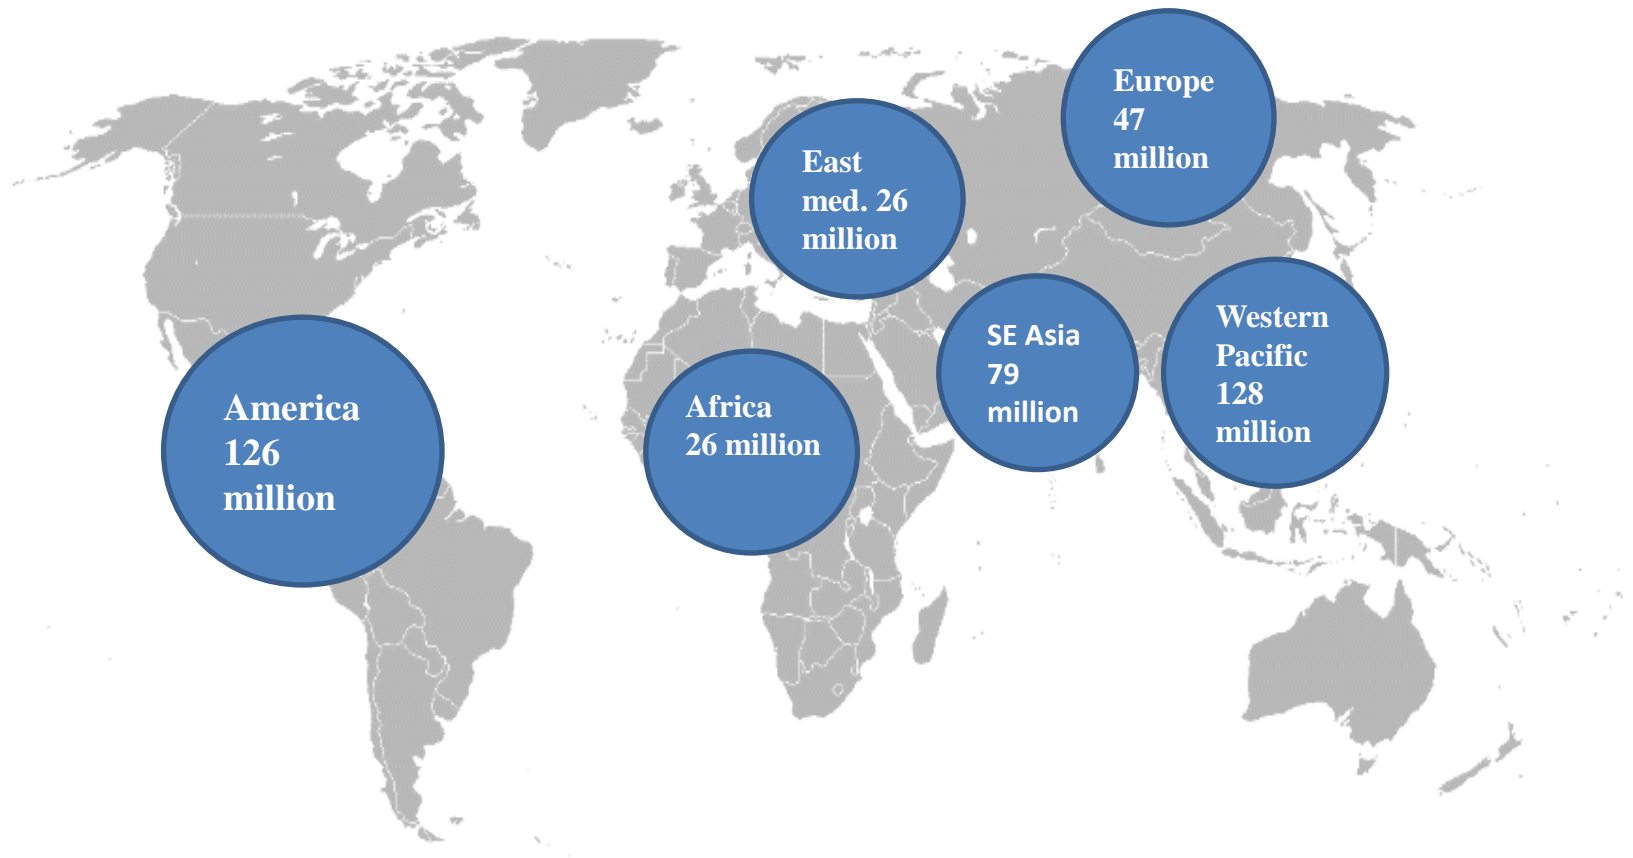 Europe
47
million
East
med. 26
million
Western
Pacific
128
million
SE Asia
79
million
America
126
million
Africa
26 million